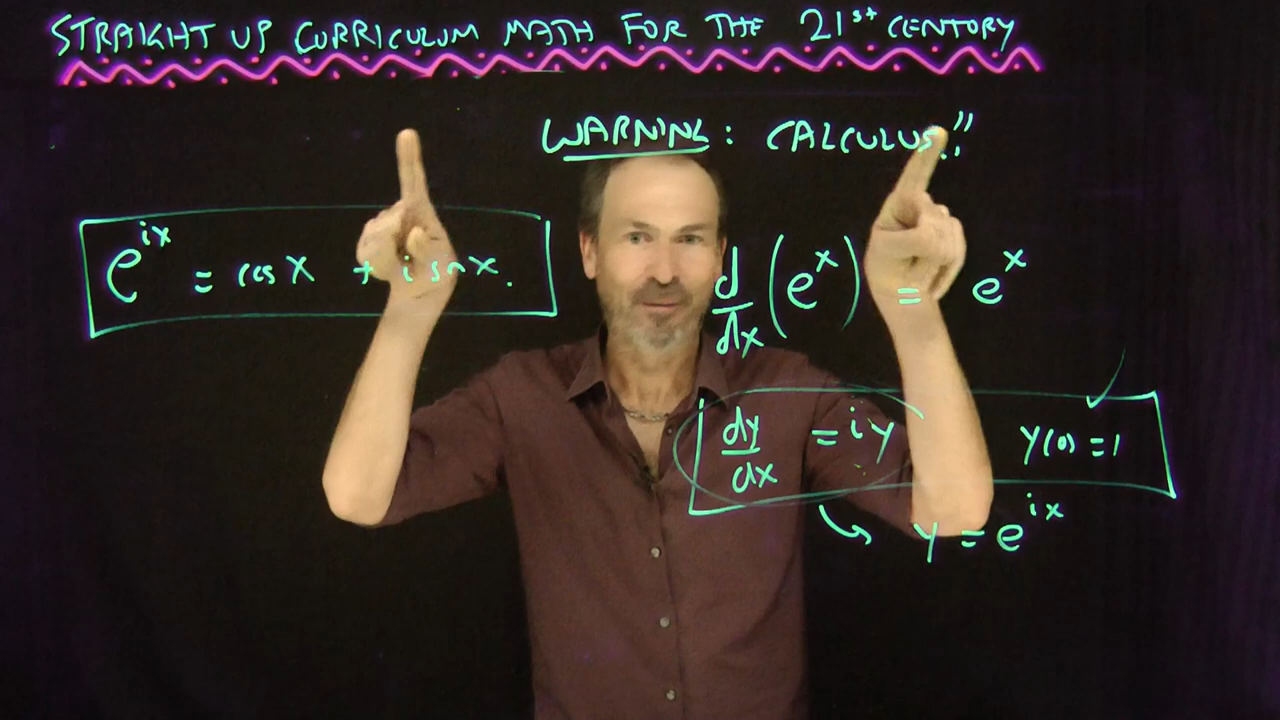 STRAIGHT UP CURRICULUM MATH FOR THE 21st CENTORY
WARNING: CALCULUS!!
e^{ix} = cos x + i sin x.
d/dx (e^x) = e^x
dy/dx = iy y(0) = 1
y = e^{ix}